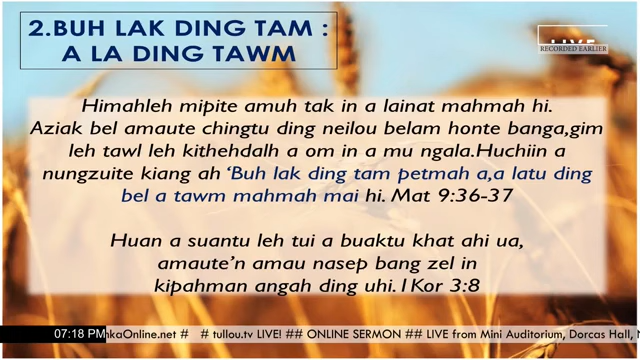 2.BUH LAK DING TAM :
A LA DING TAWM
RECORDED EARLIER
Himahleh mipite amuh tak in a lainat mahmah hi.
Aziak bel amaute chingtu ding neilou belam honte banga,gim
leh tawl leh kithehdalh a om in a mu ngala.Huchiin a
nungzuite kiang ah ‘Buh lak ding tam petmah a,a latu ding
bel a tawm mahmah mai hi. Mat 9:36-37
Huan a suantu leh tui a buaktu khat ahi ua,
amaute’n amau nasep bang zel in
kipahman angah ding uhi.1Kor 3:8
07:18 PM nkaOnline.net # # tullou.tv LIVE! ## ONLINE SERMON ## LIVE from Mini Auditorium, Dorcas Hall,